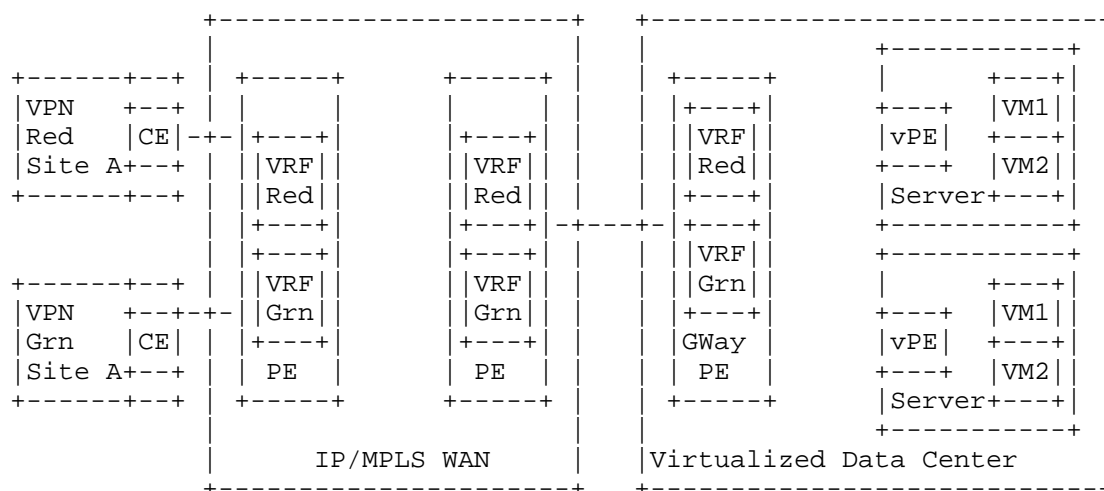 VPN VM1
Red CE VRF vPE
Site A VRF VRF Red VM2
Red Red Server
VRF
VRF VRF Grn
VPN Grn Grn VM1
Grn CE GWay vPE
Site A PE PE PE VM2
Server
IP/MPLS WAN Virtualized Data Center